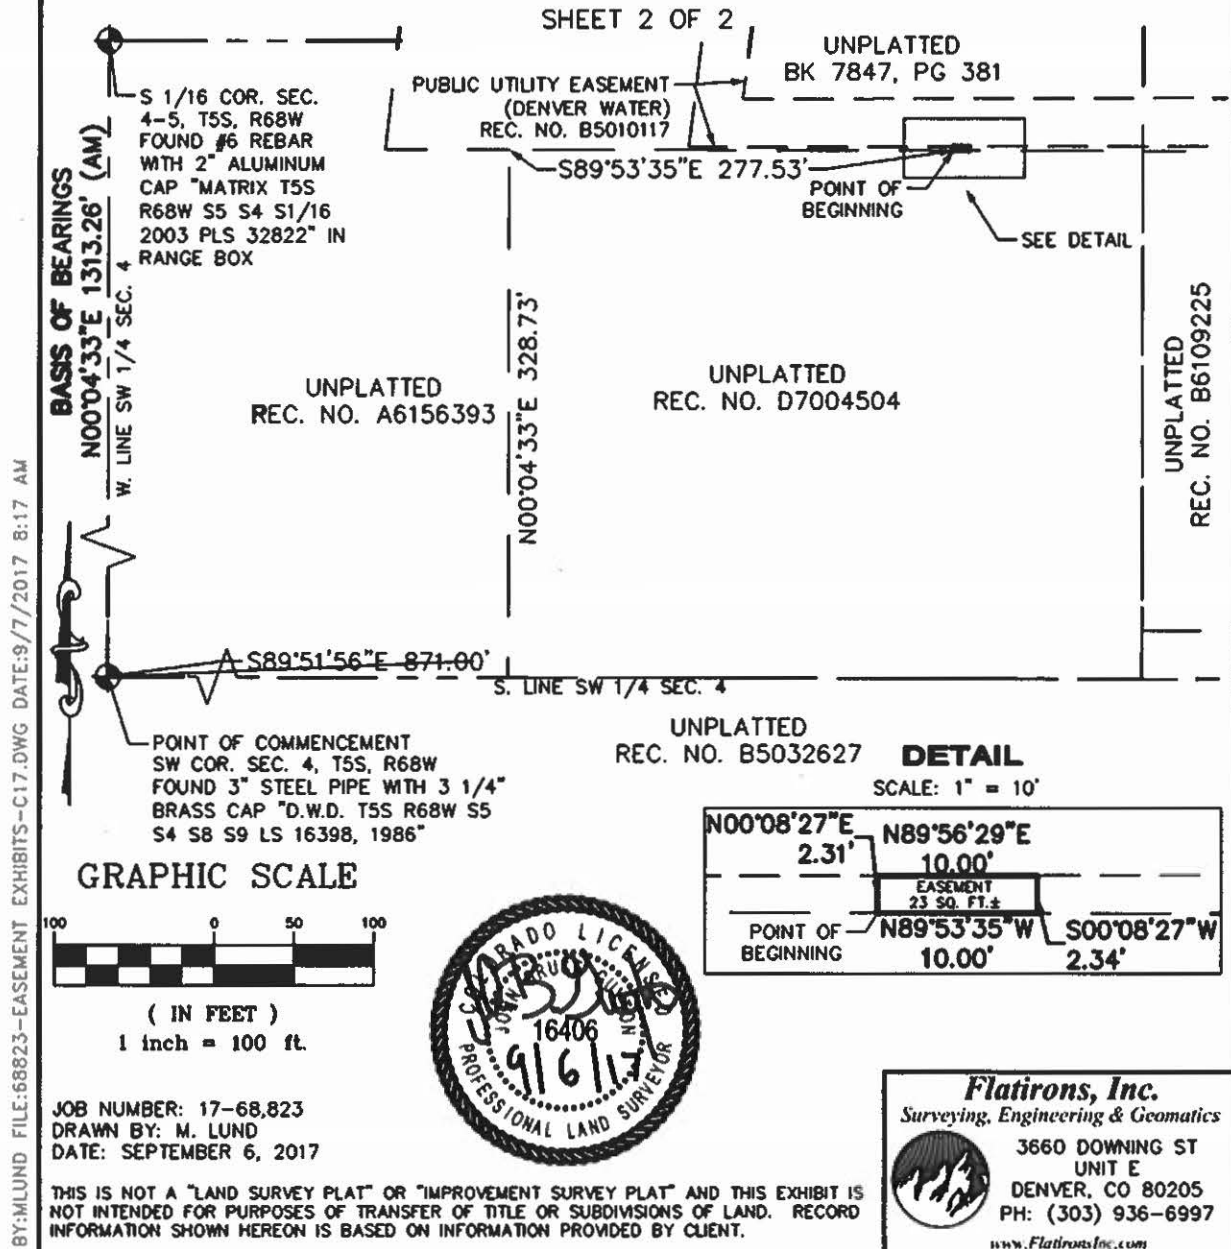 SHEET 2 OF 2
UNPLATTED
BK 7847, PG 381
PUBLIC UTILITY EASEMENT
(DENVER WATER)
REC. NO. B5010117
S 1/16 COR. SEC.
4-5, T5S, R68W
FOUND #6 REBAR
WITH 2" ALUMINUM
CAP "MATRIX T5S
R68W S5 S4 S1/16
2003 PLS 32822" IN
RANGE BOX
S89°53'35"E 277.53'
POINT OF
BEGINNING
SEE DETAIL
BASIS OF BEARINGS
N00°04'33"E 1313.26' (AM)
W. LINE SW 1/4 SEC. 4
UNPLATTED
REC. NO. A6156393
N00°04'33"E 328.73'
UNPLATTED
REC. NO. D7004504
UNPLATTED
REC. NO. B6109225
S89°51'56"E 871.00'
S. LINE SW 1/4 SEC. 4
POINT OF COMMENCEMENT
SW COR. SEC. 4, T5S, R68W
FOUND 3" STEEL PIPE WITH 3 1/4"
BRASS CAP "D.W.D. T5S R68W S5
S4 S8 S9 LS 16398, 1986"
UNPLATTED
REC. NO. B5032627
DETAIL
SCALE: 1" = 10'
N00°08'27"E
2.31'
N89°56'29"E
10.00'
EASEMENT
23 SQ. FT.±
POINT OF
BEGINNING
N89°53'35"W
10.00'
S00°08'27"W
2.34'
GRAPHIC SCALE
100 0 50 100
( IN FEET )
1 inch = 100 ft.
COLORADO LICENSED
16406
9/6/17
PROFESSIONAL LAND SURVEYOR
JOB NUMBER: 17-68,823
DRAWN BY: M. LUND
DATE: SEPTEMBER 6, 2017
THIS IS NOT A "LAND SURVEY PLAT" OR "IMPROVEMENT SURVEY PLAT" AND THIS EXHIBIT IS
NOT INTENDED FOR PURPOSES OF TRANSFER OF TITLE OR SUBDIVISIONS OF LAND. RECORD
INFORMATION SHOWN HEREON IS BASED ON INFORMATION PROVIDED BY CLIENT.
Flatirons, Inc.
Surveying, Engineering & Geomatics
3660 DOWNING ST
UNIT E
DENVER, CO 80205
PH: (303) 936-6997
www.FlatironsInc.com
BY:MLUND FILE:68823-EASEMENT EXHIBITS-C17.DWG DATE:9/7/2017 8:17 AM